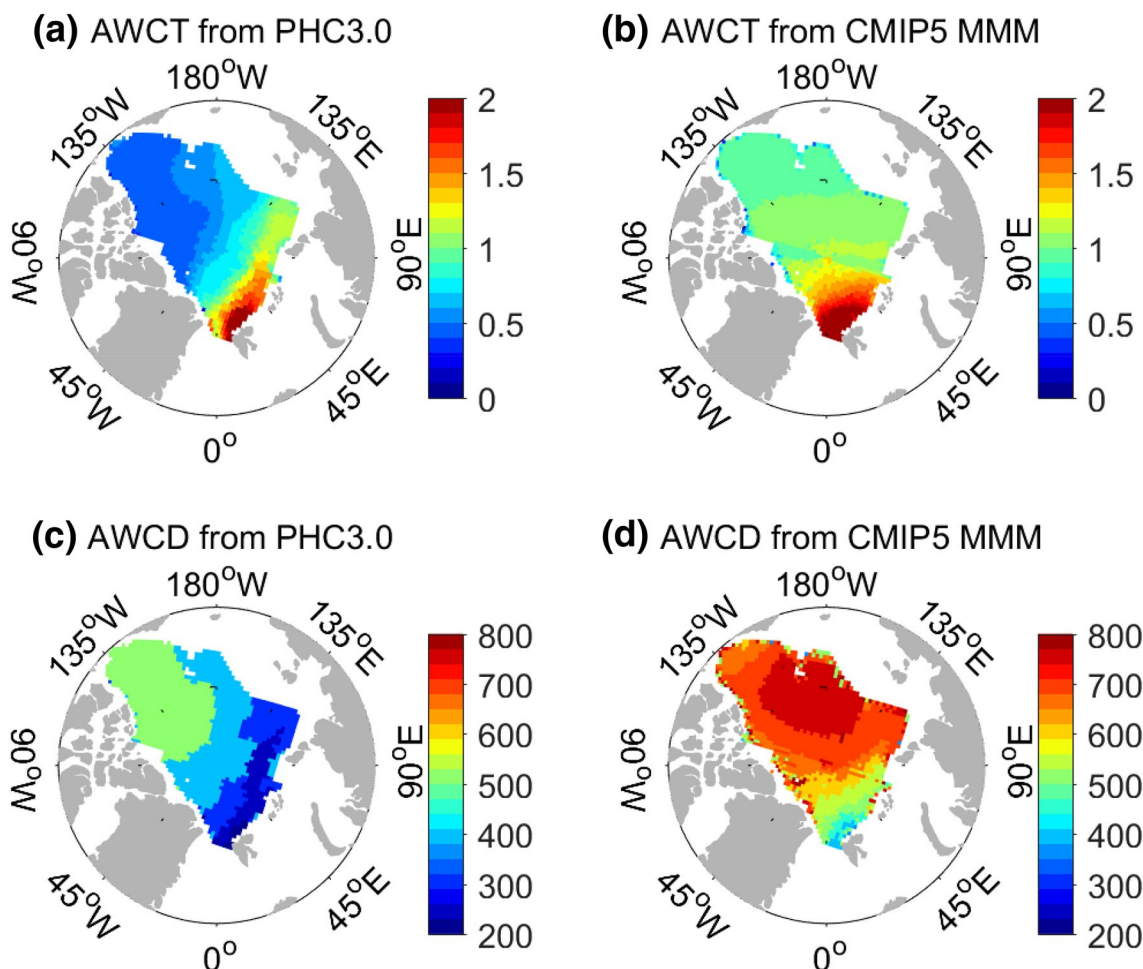 (a) AWCT from PHC3.0
180°W
135°W
135°E
90°W
90°E
45°W
45°E
0°
2
1.5
1
0.5
0
(b) AWCT from CMIP5 MMM
180°W
135°W
135°E
90°W
90°E
45°W
45°E
0°
2
1.5
1
0.5
0
(c) AWCD from PHC3.0
180°W
135°W
135°E
90°W
90°E
45°W
45°E
0°
800
700
600
500
400
300
200
(d) AWCD from CMIP5 MMM
180°W
135°W
135°E
90°W
90°E
45°W
45°E
0°
800
700
600
500
400
300
200